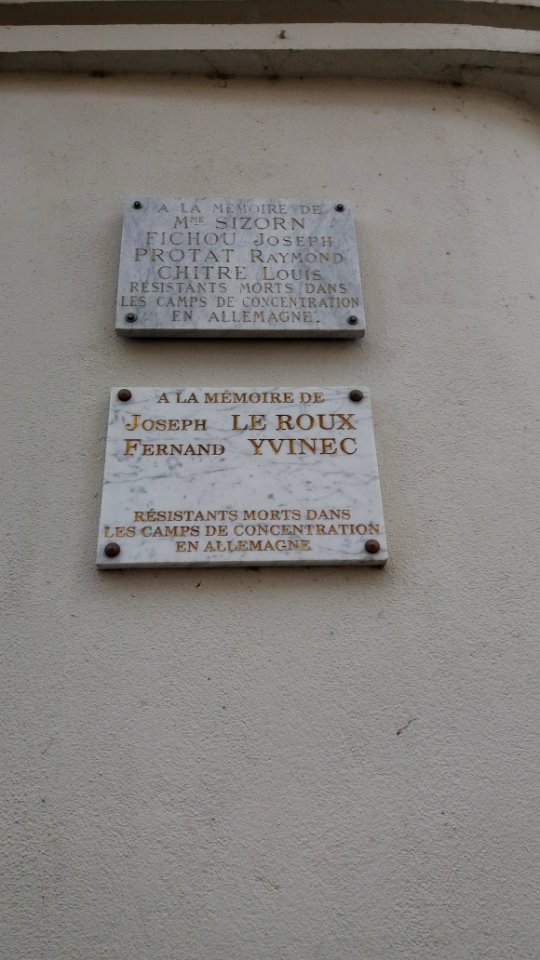 A LA MÉMOIRE DE
MME SIZORN
FICHOU JOSEPH
PROTAT RAYMOND
CHITRE LOUIS
RÉSISTANTS MORTS DANS
LES CAMPS DE CONCENTRATION
EN ALLEMAGNE.
A LA MÉMOIRE DE
JOSEPH LE ROUX
FERNAND YVINEC
RÉSISTANTS MORTS DANS
LES CAMPS DE CONCENTRATION
EN ALLEMAGNE